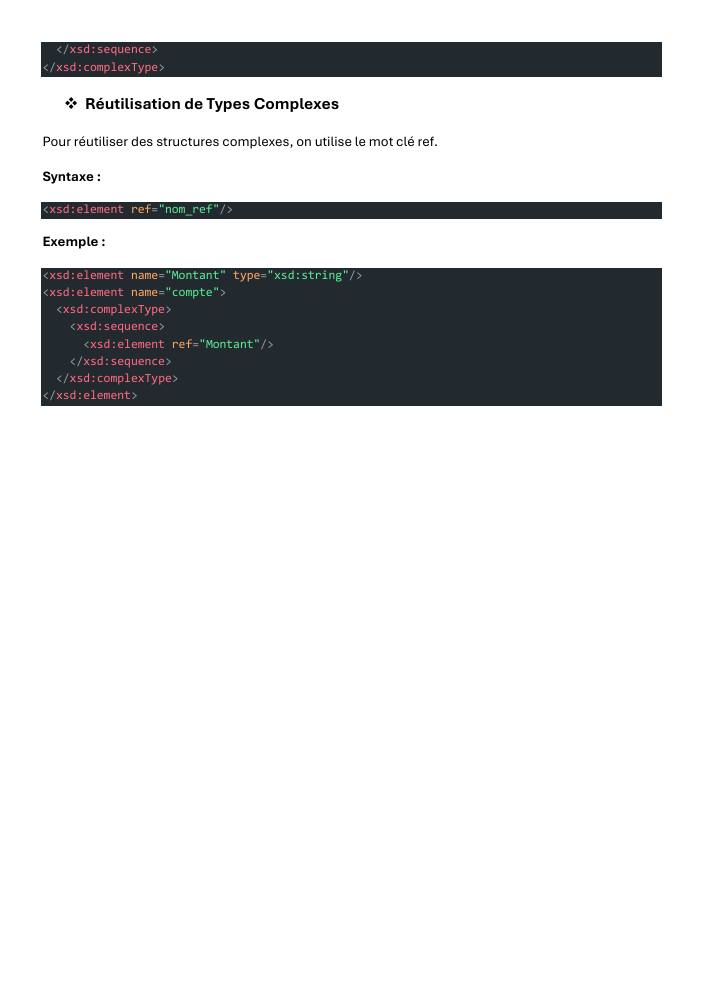 </xsd:sequence>
</xsd:complexType>
❖ Réutilisation de Types Complexes
Pour réutiliser des structures complexes, on utilise le mot clé ref.
Syntaxe :
<xsd:element ref="nom_ref"/>
Exemple :
<xsd:element name="Montant" type="xsd:string"/>
<xsd:element name="compte">
  <xsd:complexType>
    <xsd:sequence>
      <xsd:element ref="Montant"/>
    </xsd:sequence>
  </xsd:complexType>
</xsd:element>